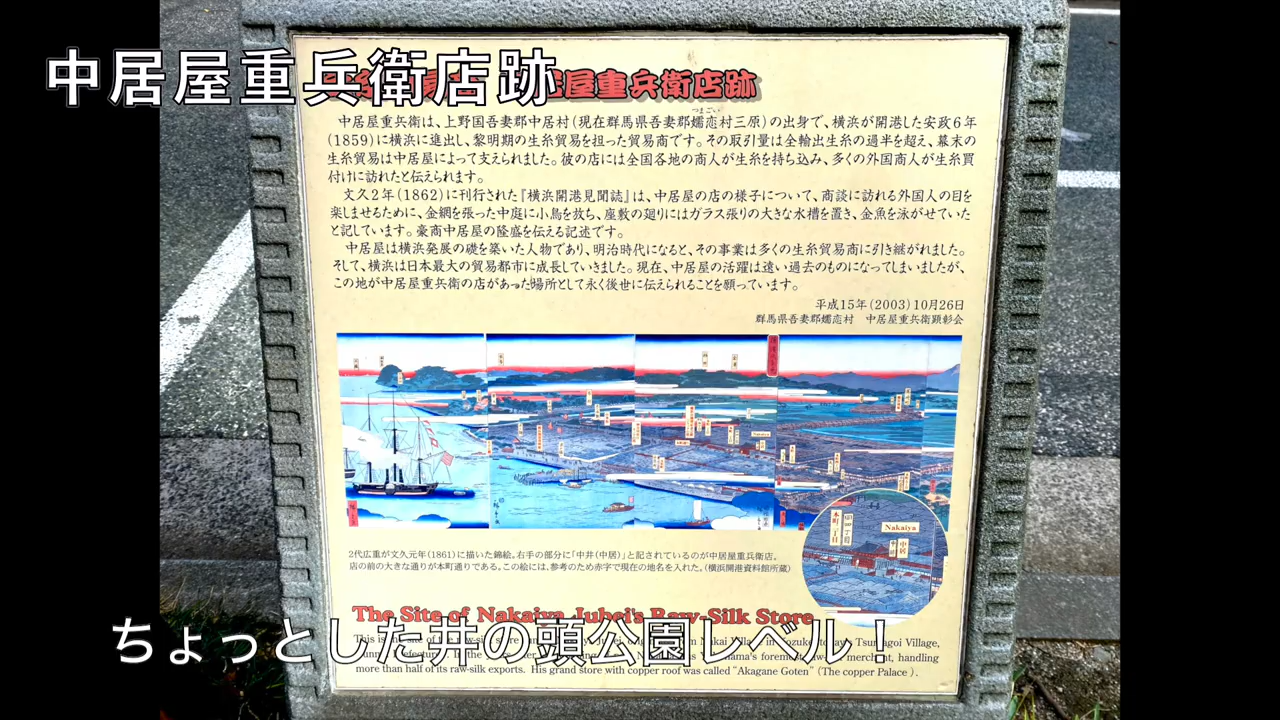 中居屋重兵衛店跡
屋重兵衛店跡
つまごい
中居屋重兵衛は、上野国吾妻郡中居村(現在群馬県吾妻郡嬬恋村三原)の出身で、横浜が開港した安政6年
(1859)に横浜に進出し、黎明期の生糸貿易を担った貿易商です。その取引量は全輸出生糸の過半を超え、幕末の
生糸貿易は中居屋によって支えられました。彼の店には全国各地の商人が生糸を持ち込み、多くの外国商人が生糸買
付けに訪れたと伝えられます。
文久2年(1862)に刊行された『横浜開港見聞誌』は、中居屋の店の様子について、商談に訪れる外国人の目を
楽しませるために、金網を張った中庭に小鳥を放ち、座敷の廻りにはガラス張りの大きな水槽を置き、金魚を泳がせていた
と記しています。豪商中居屋の隆盛を伝える記述です。
中居屋は横浜発展の礎を築いた人物であり、明治時代になると、その事業は多くの生糸貿易商に引き継がれました。
そして、横浜は日本最大の貿易都市に成長していきました。現在、中居屋の活躍は遠い過去のものになってしまいましたが、
この地が中居屋重兵衛の店があった場所として永く後世に伝えられることを願っています。
平成15年(2003)10月26日
群馬県吾妻郡嬬恋村 中居屋重兵衛顕彰会
本町二丁目
Nakaiya
中居
2代広重が文久元年(1861)に描いた錦絵。右手の部分に「中井(中居)」と記されているのが中居屋重兵衛店。
店の前の大きな通りが本町通りである。この絵には、参考のため赤字で現在の地名を入れた。(横浜開港資料館所蔵)
The Site of Nakaiya Jubei's Raw-Silk Store
ちょっとした井の頭公園レベル!
This is Village, 
merchant, handling
more than half of its raw-silk exports. His grand store with copper roof was called "Akagane Goten" (The copper Palace).